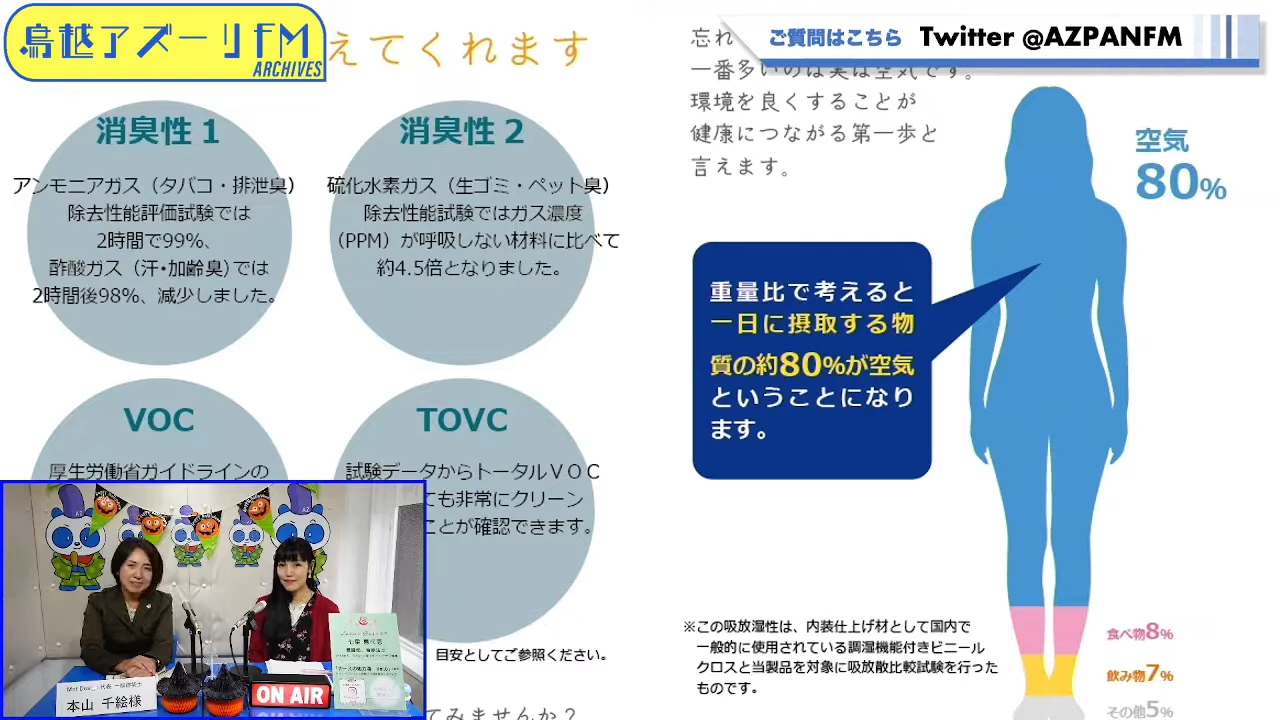 鳥越アズーリFM
ARCHIVES
えてくれます
ご質問はこちら Twitter @AZPANFM
消臭性 1
アンモニアガス（タバコ・排泄臭）
除去性能評価試験では
2時間で99%、
酢酸ガス（汗・加齢臭）では
2時間後98%、減少しました。
消臭性 2
硫化水素ガス（生ゴミ・ペット臭）
除去性能試験ではガス濃度
（PPM）が呼吸しない材料に比べて
約4.5倍となりました。
VOC
厚生労働省ガイドラインの
TOVC
試験データからトータルＶＯＣ
ても非常にクリーン
ことが確認できます。
目安としてご参照ください。
てみませんか？
忘れ
一番多いのは実は空気です。
環境を良くすることが
健康につながる第一歩と
言えます。
空気
80%
重量比で考えると
一日に摂取する物
質の約80%が空気
ということになり
ます。
※この吸放湿性は、内装仕上げ材として国内で
一般的に使用されている調湿機能付きビニール
クロスと当製品を対象に吸放散比較試験を行った
ものです。
食べ物8%
飲み物7%
その他5%
本山 千絵様
ON AIR